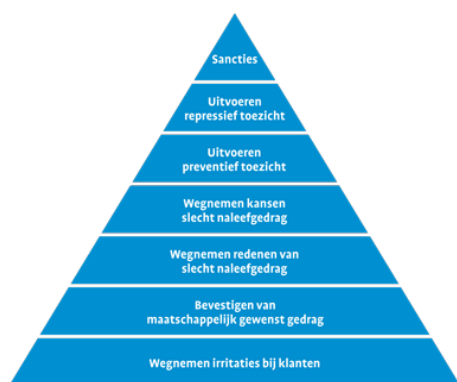 Sancties
Uitvoeren
repressief toezicht
Uitvoeren
preventief toezicht
Wegnemen kansen
slecht naleefgedrag
Wegnemen redenen van
slecht naleefgedrag
Bevestigen van
maatschappelijk gewenst gedrag
Wegnemen irritaties bij klanten